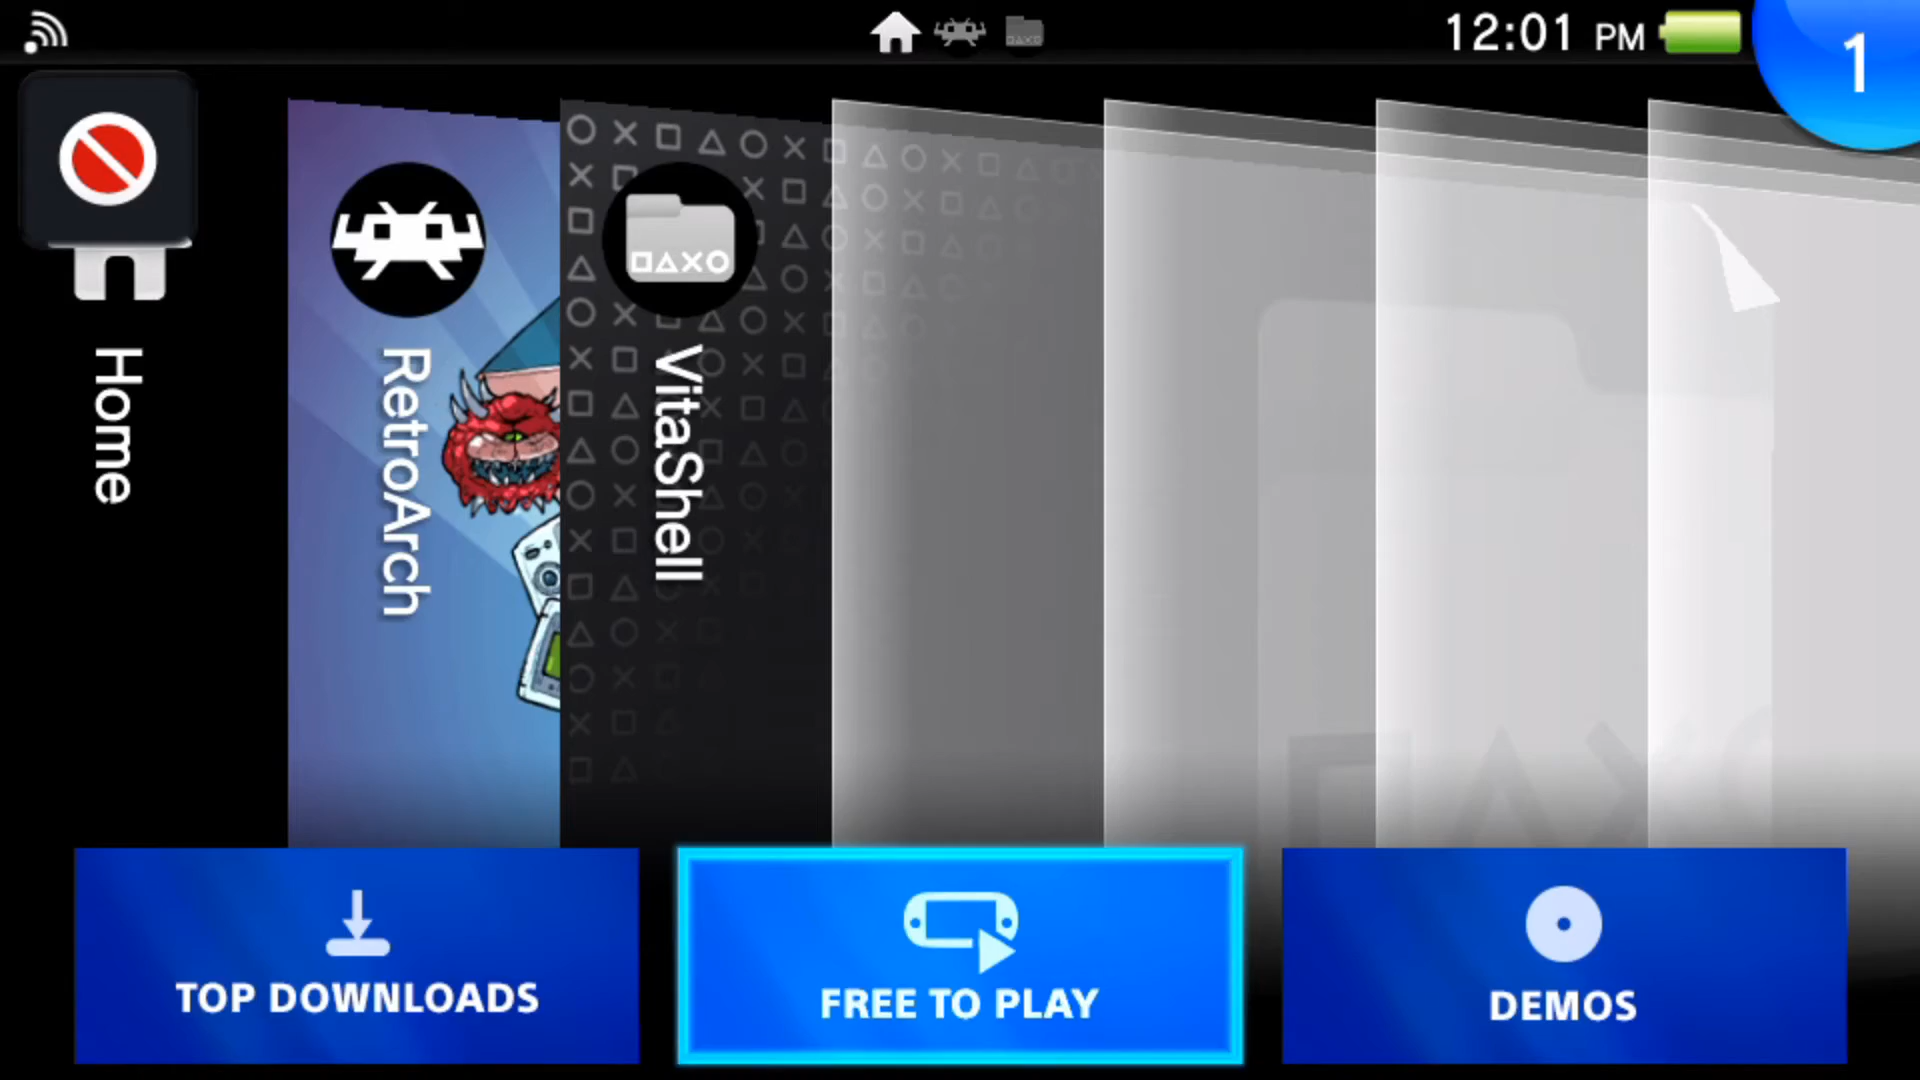 12:01 PM
1
Home
RetroArch
VitaShell
TOP DOWNLOADS
FREE TO PLAY
DEMOS